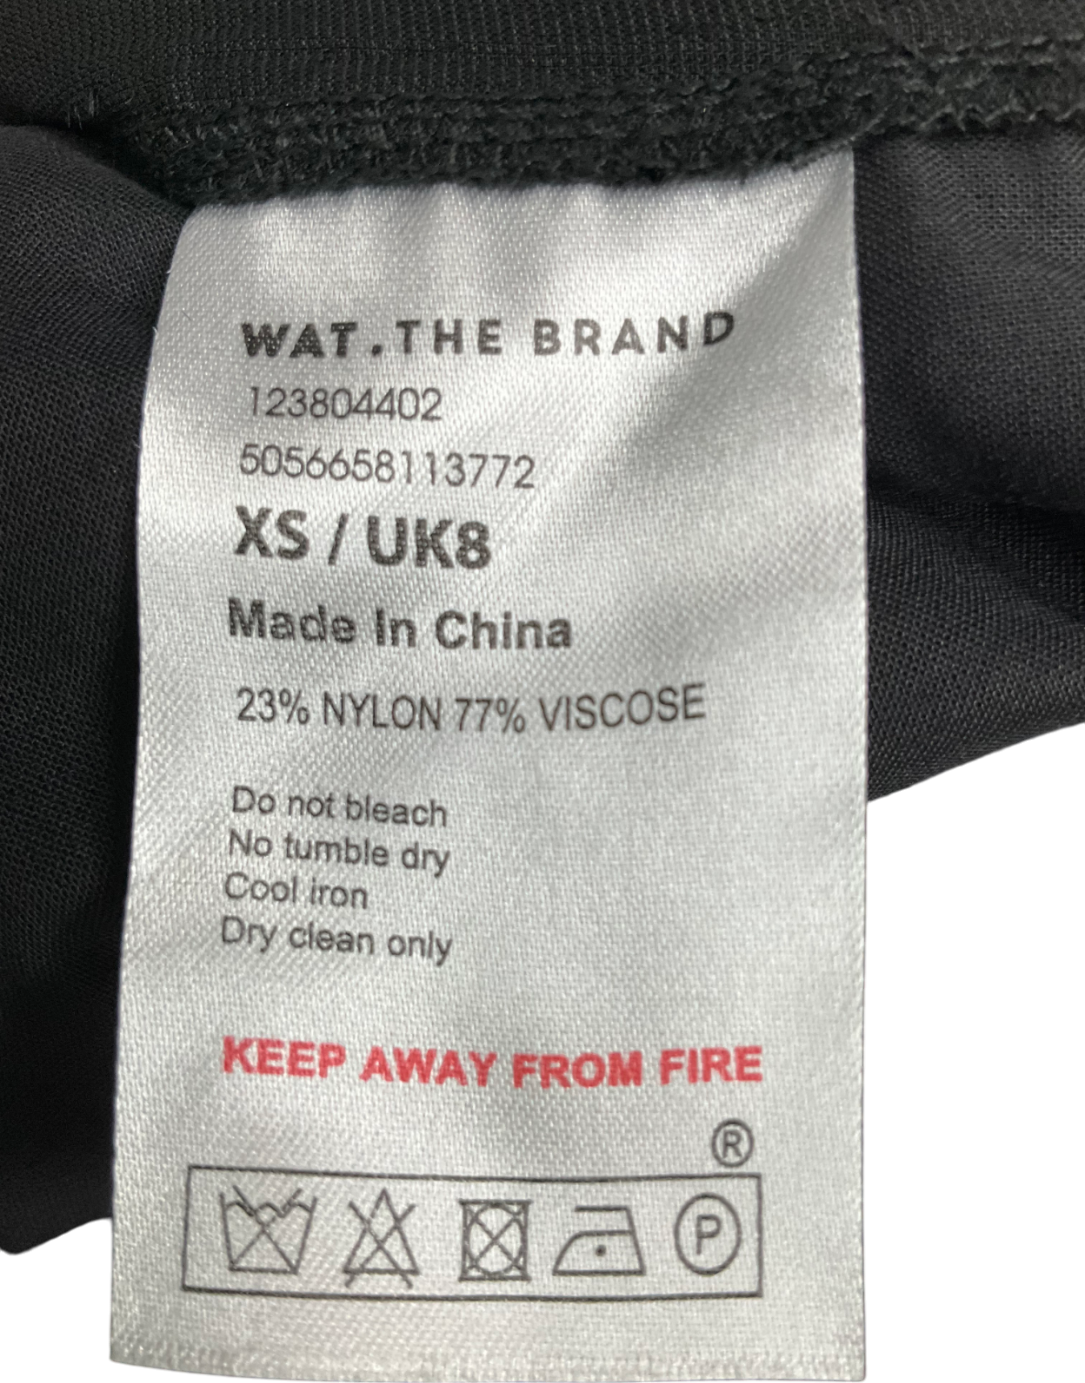 WAT.THE BRAND
123804402
5056658113772
XS / UK8
Made In China
23% NYLON 77% VISCOSE
Do not bleach
No tumble dry
Cool iron
Dry clean only
KEEP AWAY FROM FIRE
®
P